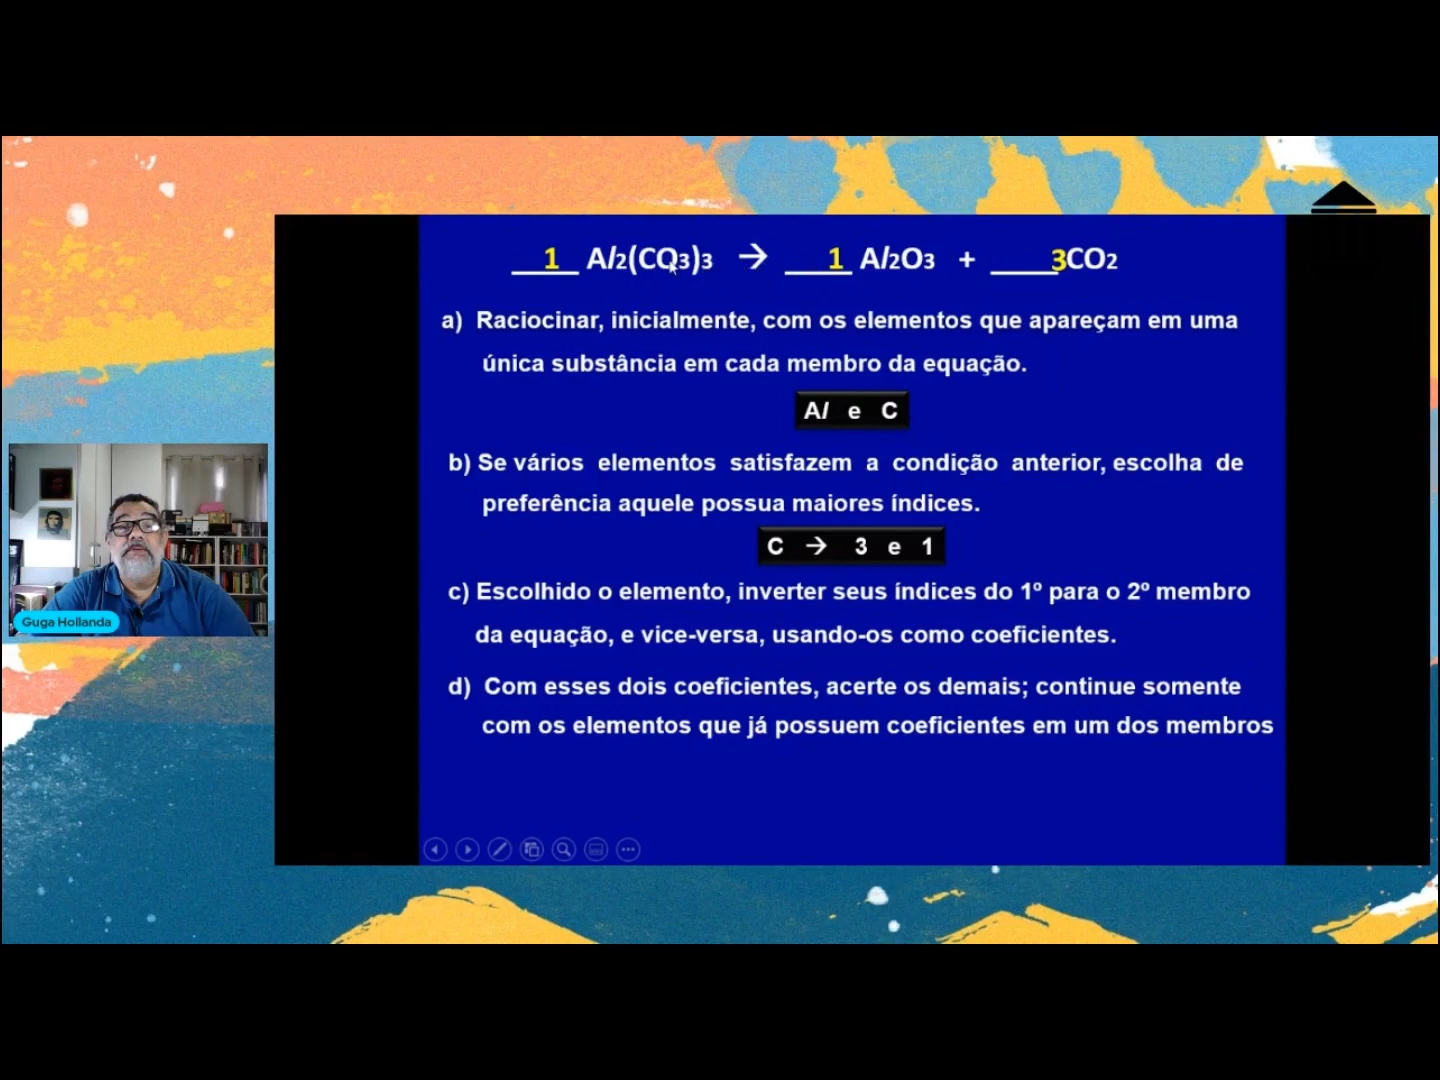 1 Al2(CO3)3 → 1 Al2O3 + 3CO2
a) Raciocinar, inicialmente, com os elementos que apareçam em uma
única substância em cada membro da equação.
Al e C
b) Se vários elementos satisfazem a condição anterior, escolha de
preferência aquele possua maiores índices.
C → 3 e 1
c) Escolhido o elemento, inverter seus índices do 1º para o 2º membro
da equação, e vice-versa, usando-os como coeficientes.
d) Com esses dois coeficientes, acerte os demais; continue somente
com os elementos que já possuem coeficientes em um dos membros
Guga Hollanda